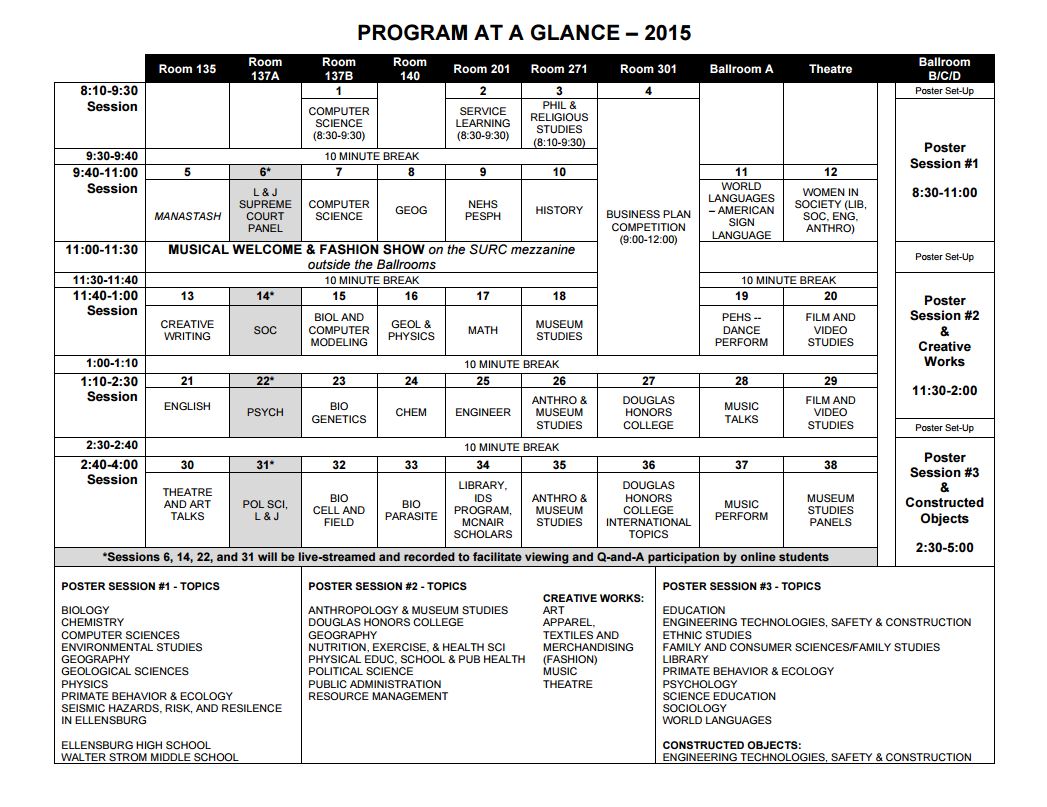 PROGRAM AT A GLANCE – 2015
Room 135 Room 137A Room 137B Room 140 Room 201 Room 271 Room 301 Ballroom A Theatre Ballroom B/C/D
8:10-9:30 Session
1 COMPUTER SCIENCE (8:30-9:30)
2 SERVICE LEARNING (8:30-9:30)
3 PHIL & RELIGIOUS STUDIES (8:10-9:30)
4 BUSINESS PLAN COMPETITION (9:00-12:00)
Poster Set-Up
Poster Session #1
8:30-11:00
9:30-9:40 10 MINUTE BREAK
9:40-11:00 Session
5 MANASTASH
6* L & J SUPREME COURT PANEL
7 COMPUTER SCIENCE
8 GEOG
9 NEHS PESPH
10 HISTORY
11 WORLD LANGUAGES – AMERICAN SIGN LANGUAGE
12 WOMEN IN SOCIETY (LIB, SOC, ENG, ANTHRO)
11:00-11:30 MUSICAL WELCOME & FASHION SHOW on the SURC mezzanine
outside the Ballrooms
Poster Set-Up
11:30-11:40 10 MINUTE BREAK 10 MINUTE BREAK
11:40-1:00 Session
13 CREATIVE WRITING
14* SOC
15 BIOL AND COMPUTER MODELING
16 GEOL & PHYSICS
17 MATH
18 MUSEUM STUDIES
19 PEHS -- DANCE PERFORM
20 FILM AND VIDEO STUDIES
Poster Session #2 & Creative Works
11:30-2:00
1:00-1:10 10 MINUTE BREAK
1:10-2:30 Session
21 ENGLISH
22* PSYCH
23 BIO GENETICS
24 CHEM
25 ENGINEER
26 ANTHRO & MUSEUM STUDIES
27 DOUGLAS HONORS COLLEGE
28 MUSIC TALKS
29 FILM AND VIDEO STUDIES
Poster Set-Up
2:30-2:40 10 MINUTE BREAK
2:40-4:00 Session
30 THEATRE AND ART TALKS
31* POL SCI, L & J
32 BIO CELL AND FIELD
33 BIO PARASITE
34 LIBRARY, IDS PROGRAM, MCNAIR SCHOLARS
35 ANTHRO & MUSEUM STUDIES
36 DOUGLAS HONORS COLLEGE INTERNATIONAL TOPICS
37 MUSIC PERFORM
38 MUSEUM STUDIES PANELS
Poster Session #3 & Constructed Objects
2:30-5:00
*Sessions 6, 14, 22, and 31 will be live-streamed and recorded to facilitate viewing and Q-and-A participation by online students
POSTER SESSION #1 - TOPICS
BIOLOGY
CHEMISTRY
COMPUTER SCIENCES
ENVIRONMENTAL STUDIES
GEOGRAPHY
GEOLOGICAL SCIENCES
PHYSICS
PRIMATE BEHAVIOR & ECOLOGY
SEISMIC HAZARDS, RISK, AND RESILENCE
IN ELLENSBURG
ELLENSBURG HIGH SCHOOL
WALTER STROM MIDDLE SCHOOL
POSTER SESSION #2 - TOPICS
ANTHROPOLOGY & MUSEUM STUDIES
DOUGLAS HONORS COLLEGE
GEOGRAPHY
NUTRITION, EXERCISE, & HEALTH SCI
PHYSICAL EDUC, SCHOOL & PUB HEALTH
POLITICAL SCIENCE
PUBLIC ADMINISTRATION
RESOURCE MANAGEMENT
CREATIVE WORKS:
ART
APPAREL,
TEXTILES AND
MERCHANDISING
(FASHION)
MUSIC
THEATRE
POSTER SESSION #3 - TOPICS
EDUCATION
ENGINEERING TECHNOLOGIES, SAFETY & CONSTRUCTION
ETHNIC STUDIES
FAMILY AND CONSUMER SCIENCES/FAMILY STUDIES
LIBRARY
PRIMATE BEHAVIOR & ECOLOGY
PSYCHOLOGY
SCIENCE EDUCATION
SOCIOLOGY
WORLD LANGUAGES
CONSTRUCTED OBJECTS:
ENGINEERING TECHNOLOGIES, SAFETY & CONSTRUCTION